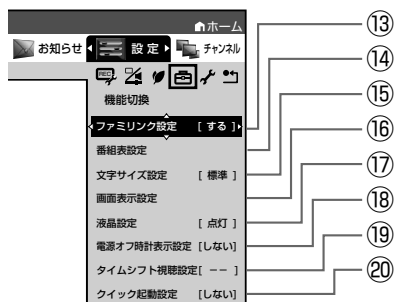 ホーム
お知らせ 設定 チャンネル
REC
機能切換
ファミリンク設定 [ する ] ⑬
番組表設定 ⑭
文字サイズ設定 [ 標準 ] ⑮
画面表示設定 ⑯
液晶設定 [ 点灯 ] ⑰
電源オフ時計表示設定 [しない] ⑱
タイムシフト視聴設定[ −− ] ⑲
クイック起動設定 [しない] ⑳